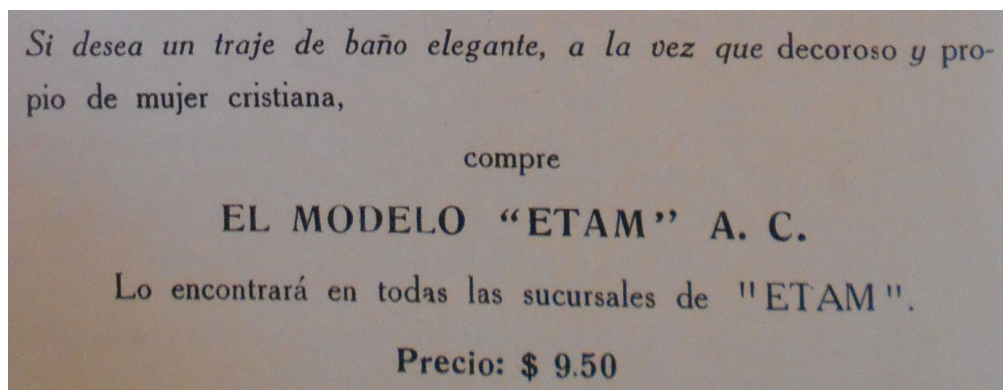 Si desea un traje de baño elegante, a la vez que decoroso y pro-
pio de mujer cristiana,
compre
EL MODELO “ETAM” A. C.
Lo encontrará en todas las sucursales de "ETAM".
Precio: $ 9.50